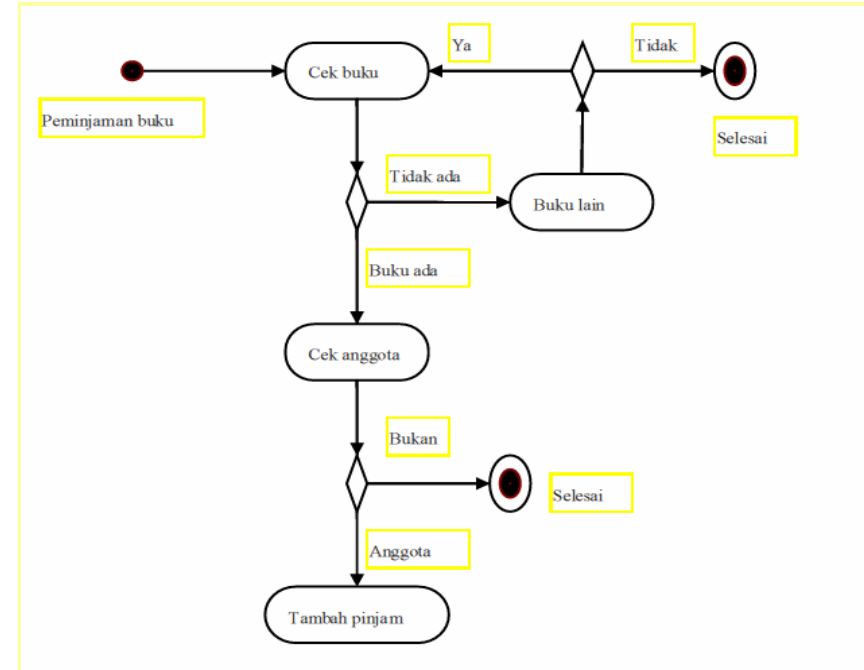 Ya
Tidak
Cek buku
Peminjaman buku
Selesai
Tidak ada
Buku lain
Buku ada
Cek anggota
Bukan
Selesai
Anggota
Tambah pinjam